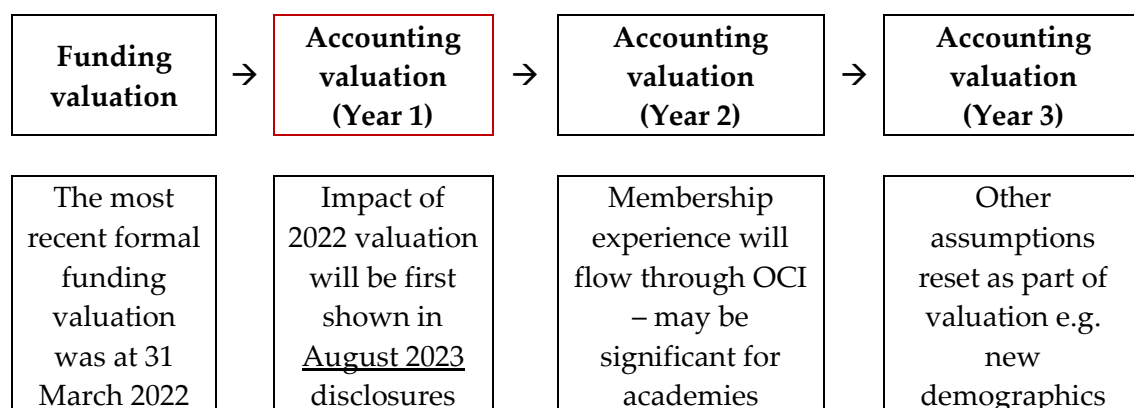 Funding
valuation
→
Accounting
valuation
(Year 1)
→
Accounting
valuation
(Year 2)
→
Accounting
valuation
(Year 3)
The most
recent formal
funding
valuation
was at 31
March 2022
Impact of
2022 valuation
will be first
shown in
August 2023
disclosures
Membership
experience will
flow through OCI
– may be
significant for
academies
Other
assumptions
reset as part of
valuation e.g.
new
demographics